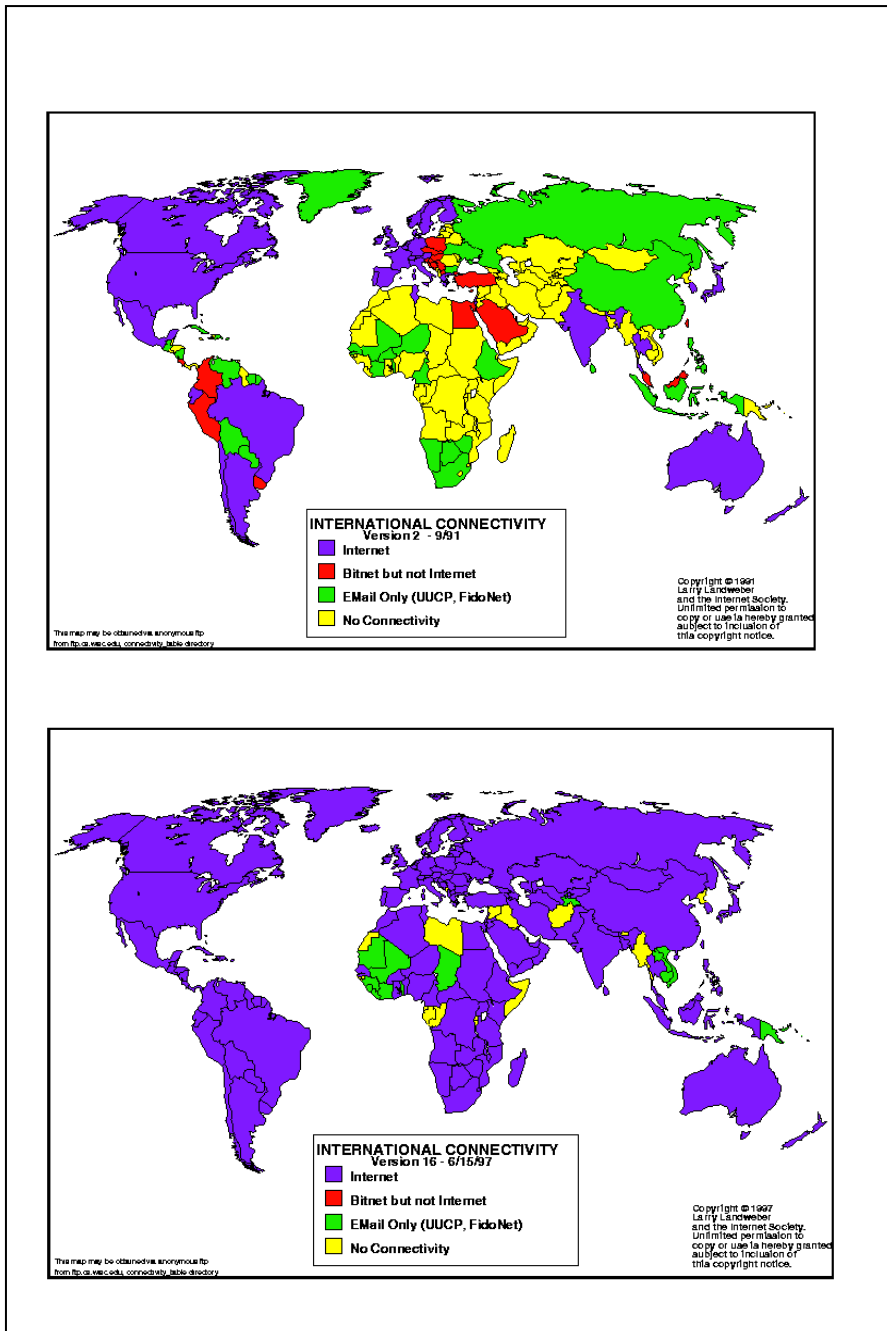 INTERNATIONAL CONNECTIVITY
Version 2 - 9/91
Internet
Bitnet but not Internet
EMail Only (UUCP, FidoNet)
No Connectivity
This map may be obtained via anonymous ftp
from ftp.cs.wisc.edu, connectivity_table directory
Copyright © 1991
Larry Landweber
and the Internet Society.
Unlimited permission to
copy or use is hereby granted
subject to inclusion of
this copyright notice.
INTERNATIONAL CONNECTIVITY
Version 16 - 6/15/97
Internet
Bitnet but not Internet
EMail Only (UUCP, FidoNet)
No Connectivity
This map may be obtained via anonymous ftp
from ftp.cs.wisc.edu, connectivity_table directory
Copyright © 1997
Larry Landweber
and the Internet Society.
Unlimited permission to
copy or use is hereby granted
subject to inclusion of
this copyright notice.